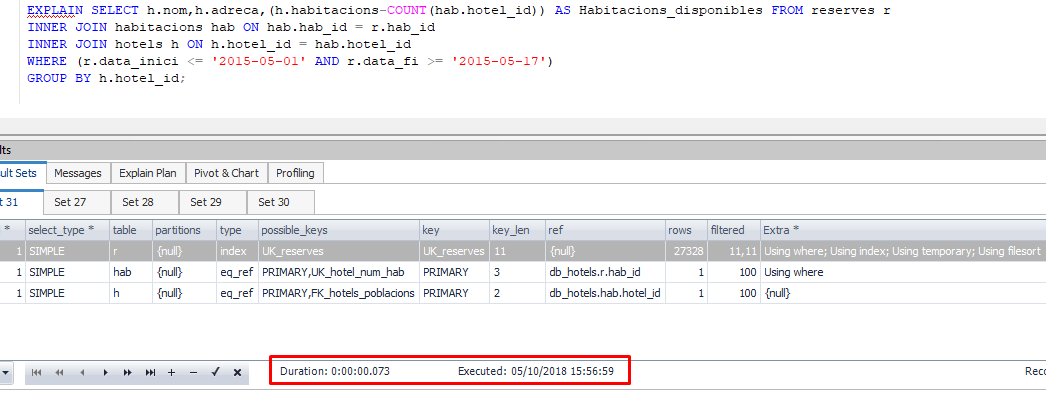 EXPLAIN SELECT h.nom,h.adreca,(h.habitacions-COUNT(hab.hotel_id)) AS Habitacions_disponibles FROM reserves r
INNER JOIN habitacions hab ON hab.hab_id = r.hab_id
INNER JOIN hotels h ON h.hotel_id = hab.hotel_id
WHERE (r.data_inici <= '2015-05-01' AND r.data_fi >= '2015-05-17')
GROUP BY h.hotel_id;
lts
ult Sets Messages Explain Plan Pivot & Chart Profiling
t 31 Set 27 Set 28 Set 29 Set 30
* select_type * table partitions type possible_keys key key_len ref rows filtered Extra *
1 SIMPLE r {null} index UK_reserves UK_reserves 11 {null} 27328 11,11 Using where; Using index; Using temporary; Using filesort
1 SIMPLE hab {null} eq_ref PRIMARY,UK_hotel_num_hab PRIMARY 3 db_hotels.r.hab_id 1 100 Using where
1 SIMPLE h {null} eq_ref PRIMARY,FK_hotels_poblacions PRIMARY 2 db_hotels.hab.hotel_id 1 100 {null}
Duration: 0:00:00.073 Executed: 05/10/2018 15:56:59 Reco